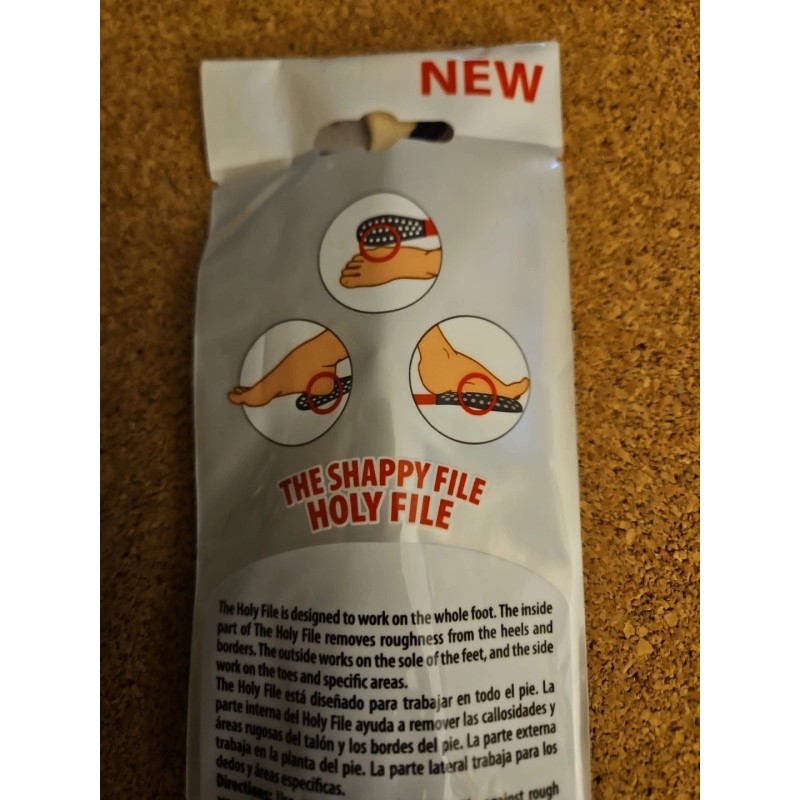 NEW
THE SHAPPY FILE
HOLY FILE
The Holy File is designed to work on the whole foot. The inside
part of The Holy File removes roughness from the heels and
borders. The outside works on the sole of the feet, and the side
work on the toes and specific areas.
The Holy File está diseñado para trabajar en todo el pie. La
parte interna del Holy File ayuda a remover las callosidades y
áreas rugosas del talón y los bordes del pie. La parte externa
trabaja en la planta del pie. La parte lateral trabaja para los
dedos y áreas específicas.
Directions: against rough